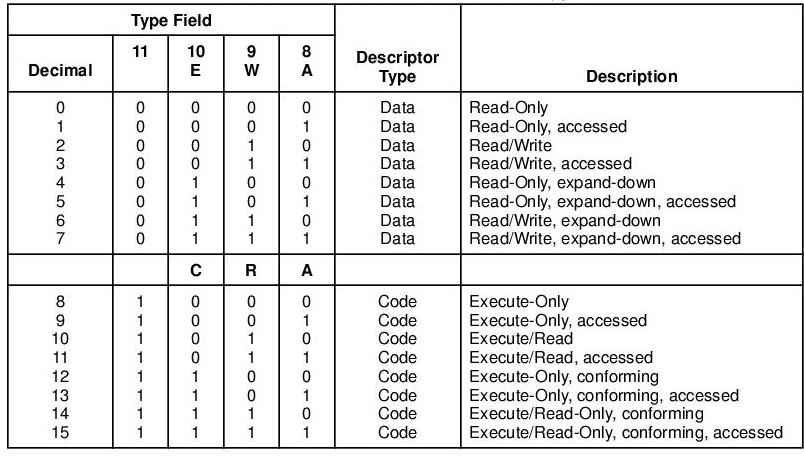 Type Field
Decimal 11 10 E 9 W 8 A Descriptor Type Description
0 0 0 0 0 Data Read-Only
1 0 0 0 1 Data Read-Only, accessed
2 0 0 1 0 Data Read/Write
3 0 0 1 1 Data Read/Write, accessed
4 0 1 0 0 Data Read-Only, expand-down
5 0 1 0 1 Data Read-Only, expand-down, accessed
6 0 1 1 0 Data Read/Write, expand-down
7 0 1 1 1 Data Read/Write, expand-down, accessed
C R A
8 1 0 0 0 Code Execute-Only
9 1 0 0 1 Code Execute-Only, accessed
10 1 0 1 0 Code Execute/Read
11 1 0 1 1 Code Execute/Read, accessed
12 1 1 0 0 Code Execute-Only, conforming
13 1 1 0 1 Code Execute-Only, conforming, accessed
14 1 1 1 0 Code Execute/Read-Only, conforming
15 1 1 1 1 Code Execute/Read-Only, conforming, accessed